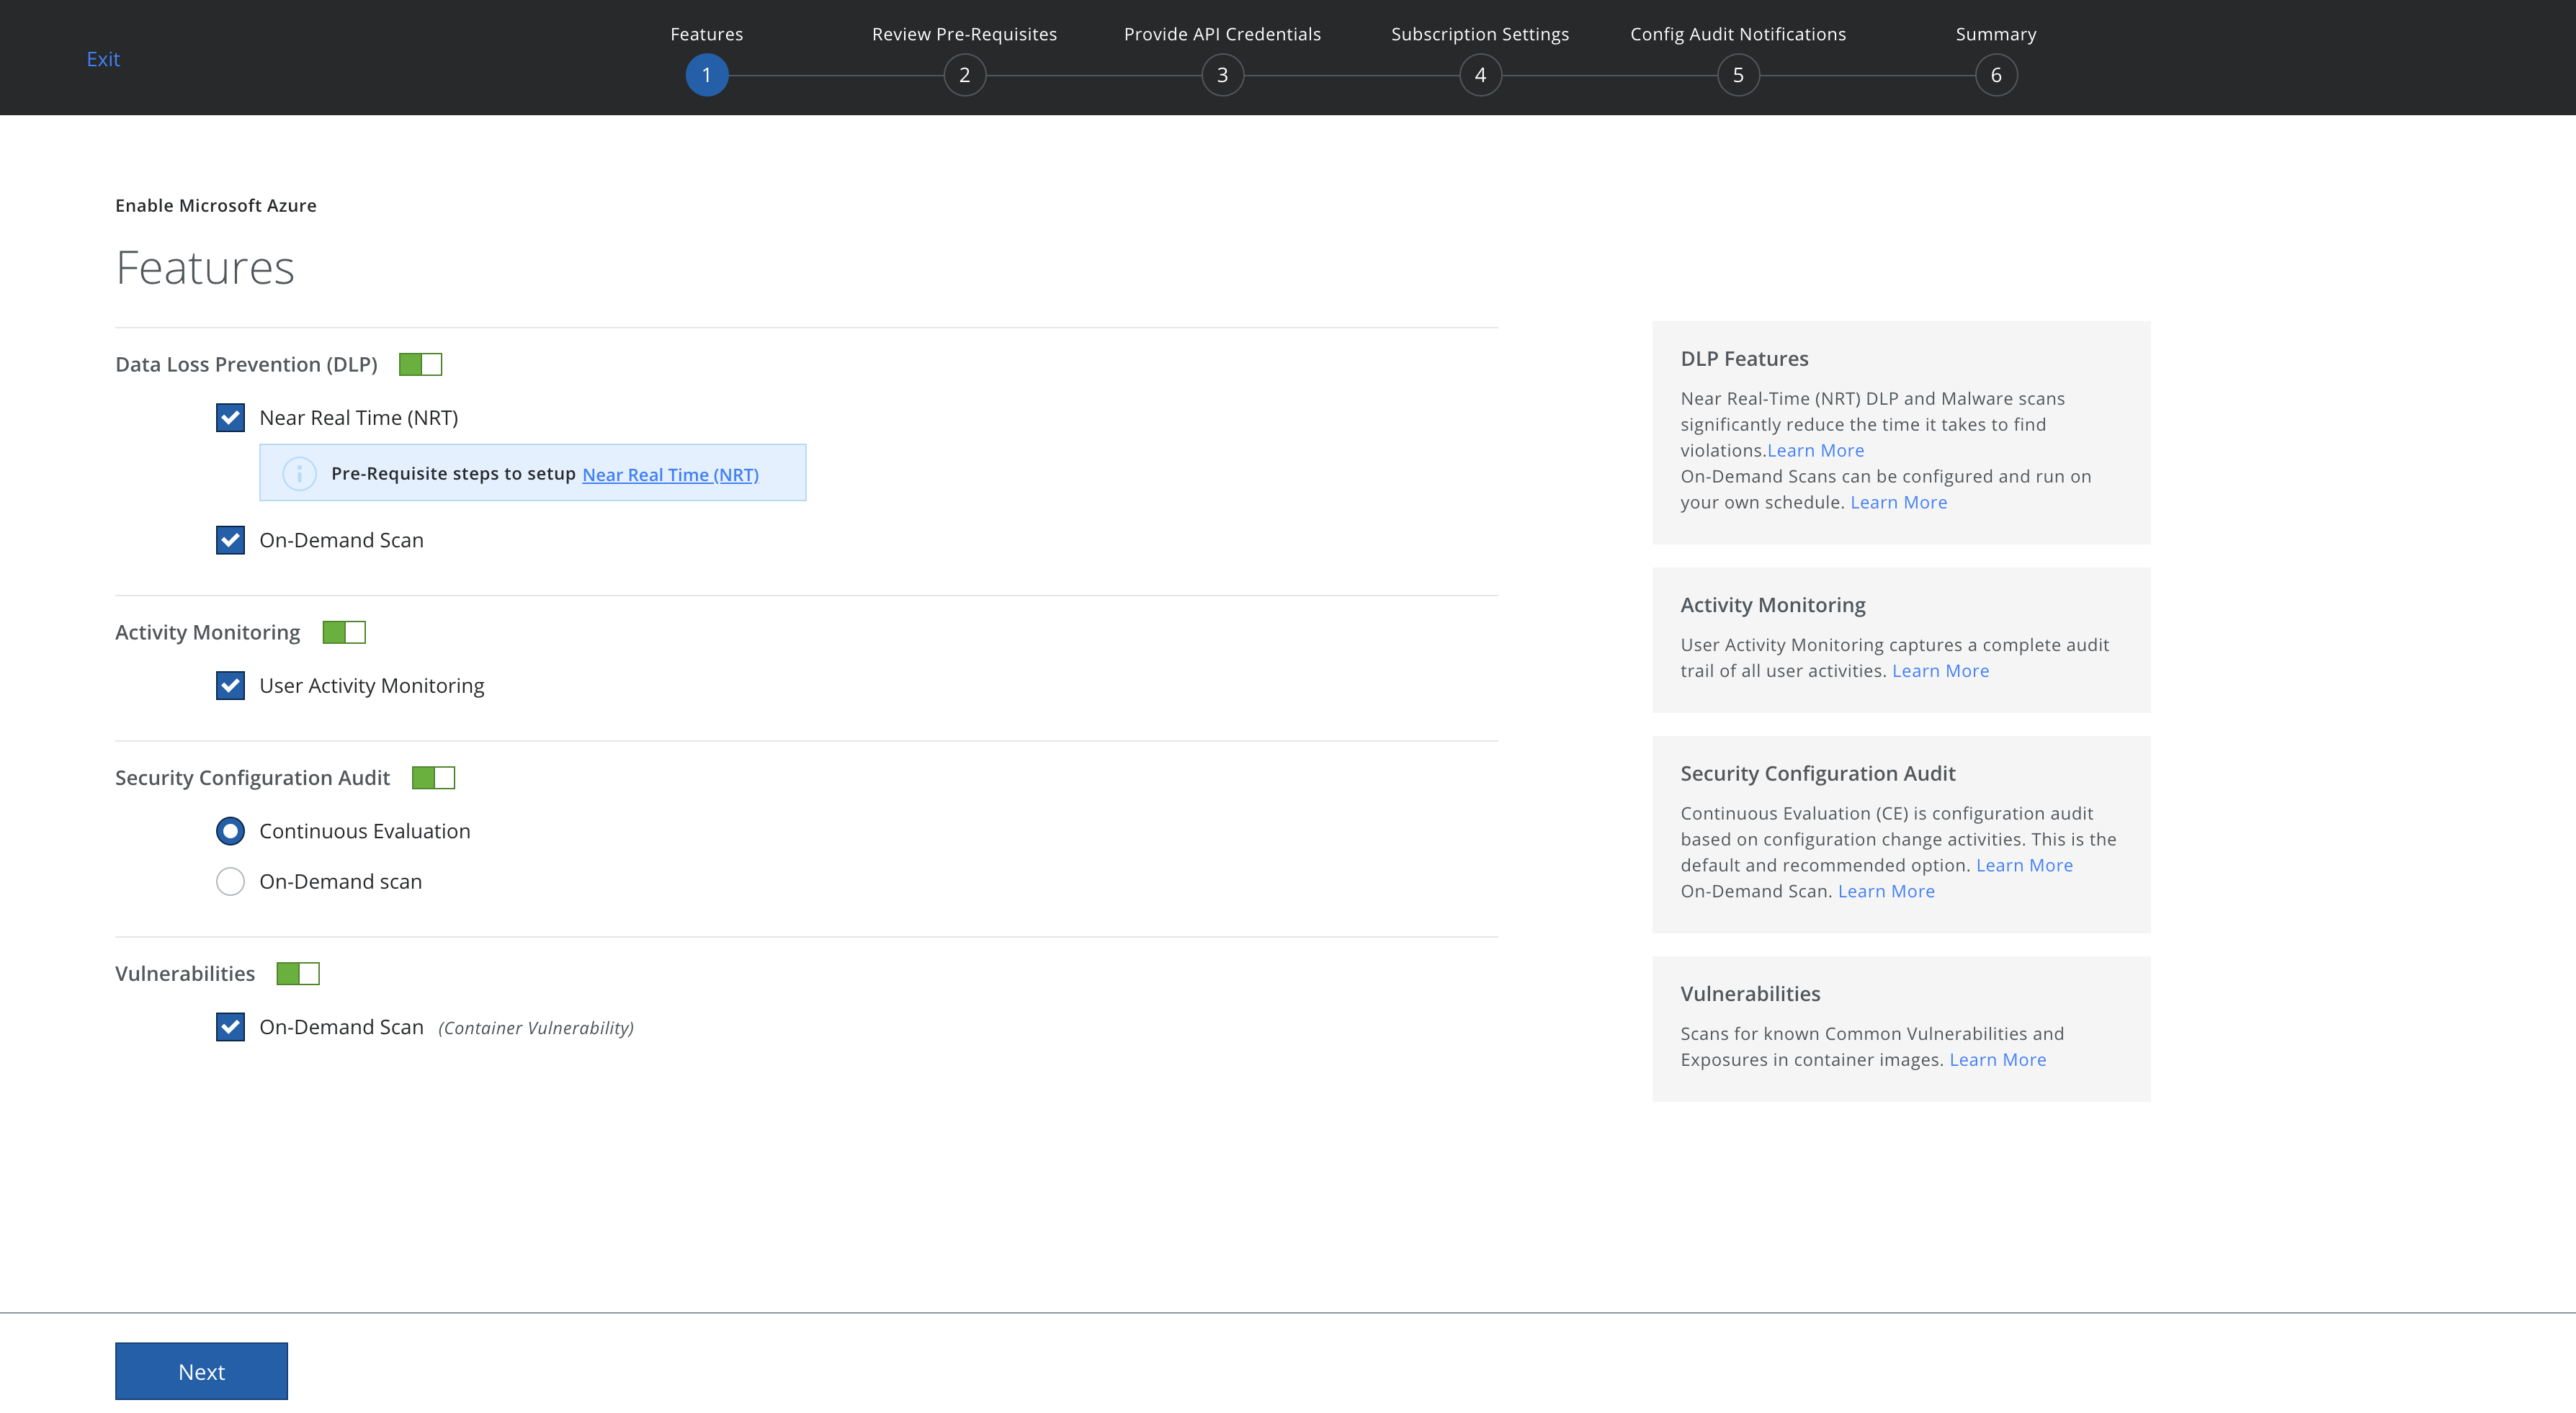 Exit
Features
Review Pre-Requisites
Provide API Credentials
Subscription Settings
Config Audit Notifications
Summary
1
2
3
4
5
6
Enable Microsoft Azure
Features
Data Loss Prevention (DLP)
Near Real Time (NRT)
Pre-Requisite steps to setup Near Real Time (NRT)
On-Demand Scan
Activity Monitoring
User Activity Monitoring
Security Configuration Audit
Continuous Evaluation
On-Demand scan
Vulnerabilities
On-Demand Scan (Container Vulnerability)
DLP Features
Near Real-Time (NRT) DLP and Malware scans
significantly reduce the time it takes to find
violations.Learn More
On-Demand Scans can be configured and run on
your own schedule. Learn More
Activity Monitoring
User Activity Monitoring captures a complete audit
trail of all user activities. Learn More
Security Configuration Audit
Continuous Evaluation (CE) is configuration audit
based on configuration change activities. This is the
default and recommended option. Learn More
On-Demand Scan. Learn More
Vulnerabilities
Scans for known Common Vulnerabilities and
Exposures in container images. Learn More
Next